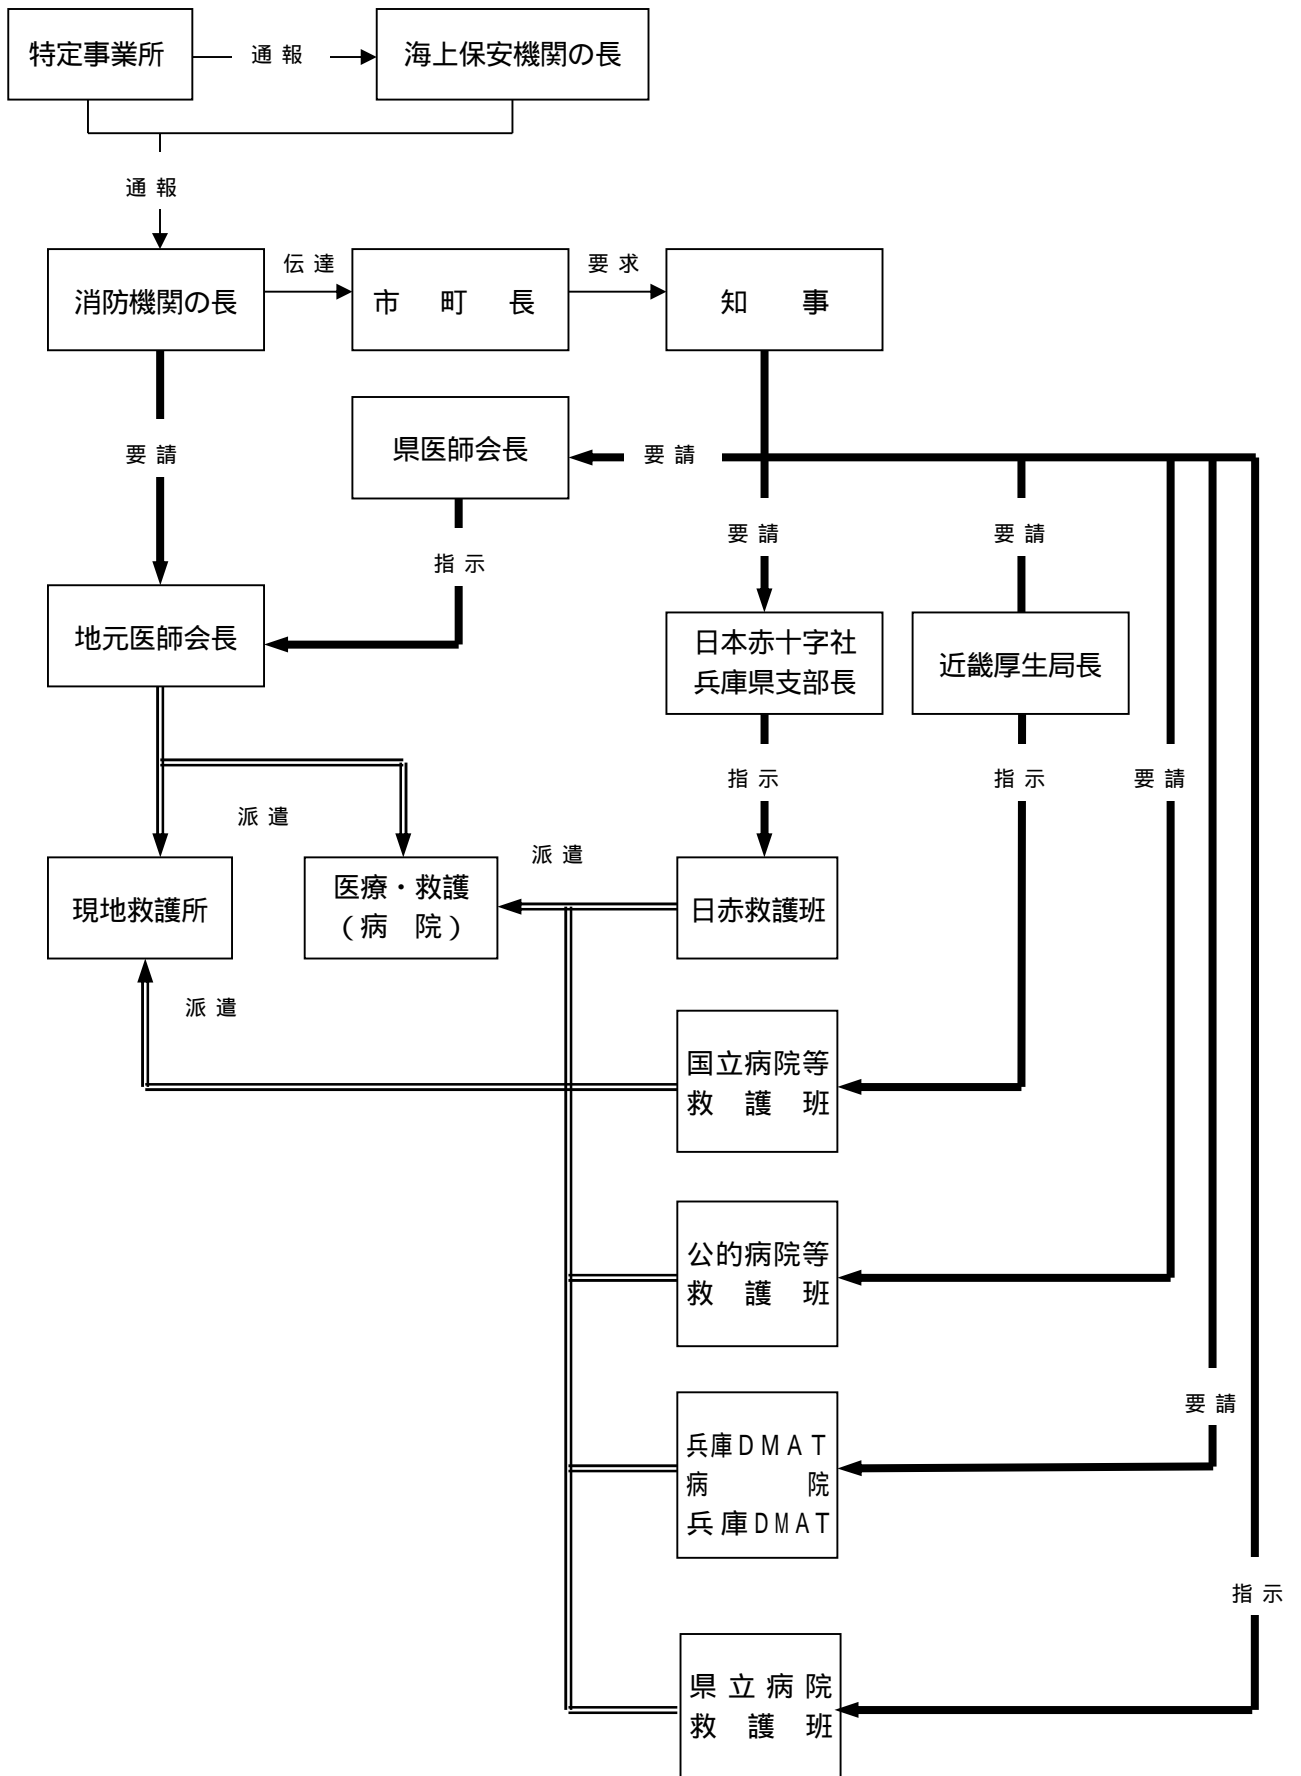 特定事業所
通 報
海上保安機関の長
通 報
消防機関の長
伝 達
市 町 長
要 求
知 事
県医師会長
要 請
要 請
指 示
要 請
要 請
地元医師会長
日本赤十字社
兵庫県支部長
近畿厚生局長
指 示
指 示
要 請
派 遣
派 遣
現地救護所
医療・救護
(病 院)
日赤救護班
派 遣
国立病院等
救 護 班
公的病院等
救 護 班
要 請
兵庫DMAT
病 院
兵庫DMAT
指 示
県立病院
救 護 班